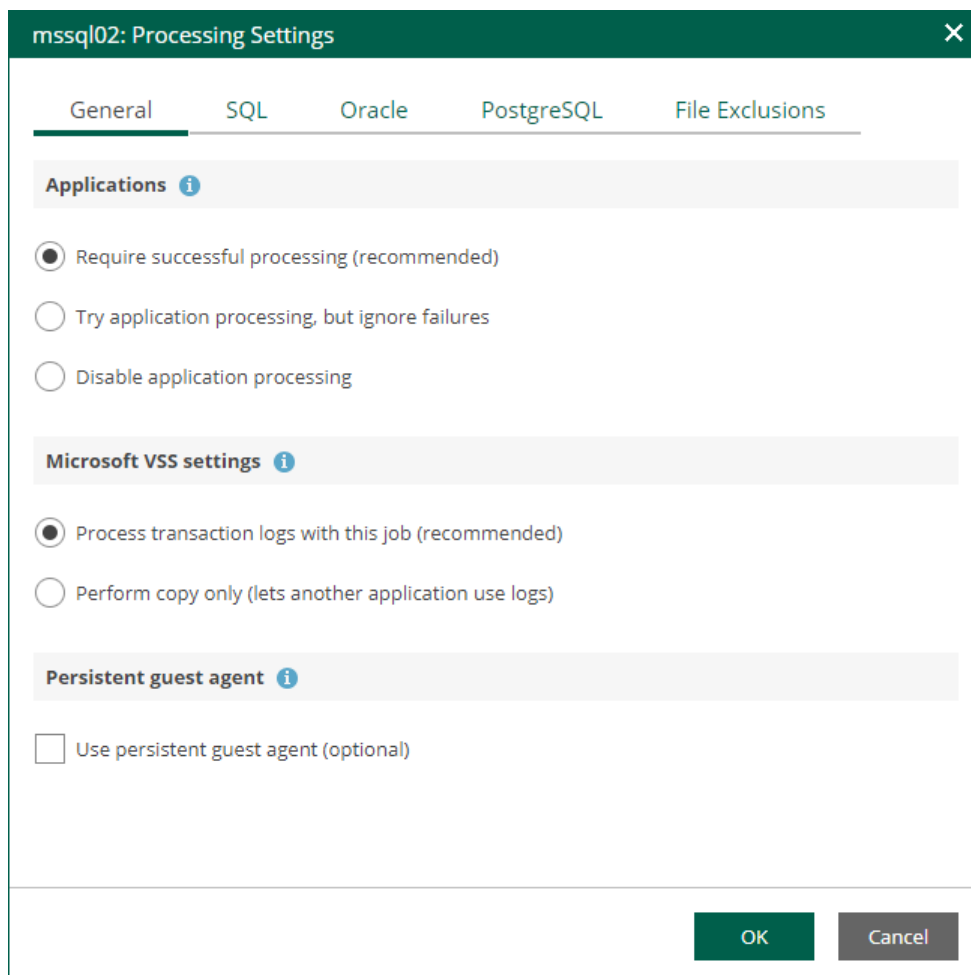 mssql02: Processing Settings
General SQL Oracle PostgreSQL File Exclusions
Applications
Require successful processing (recommended)
Try application processing, but ignore failures
Disable application processing
Microsoft VSS settings
Process transaction logs with this job (recommended)
Perform copy only (lets another application use logs)
Persistent guest agent
Use persistent guest agent (optional)
OK Cancel